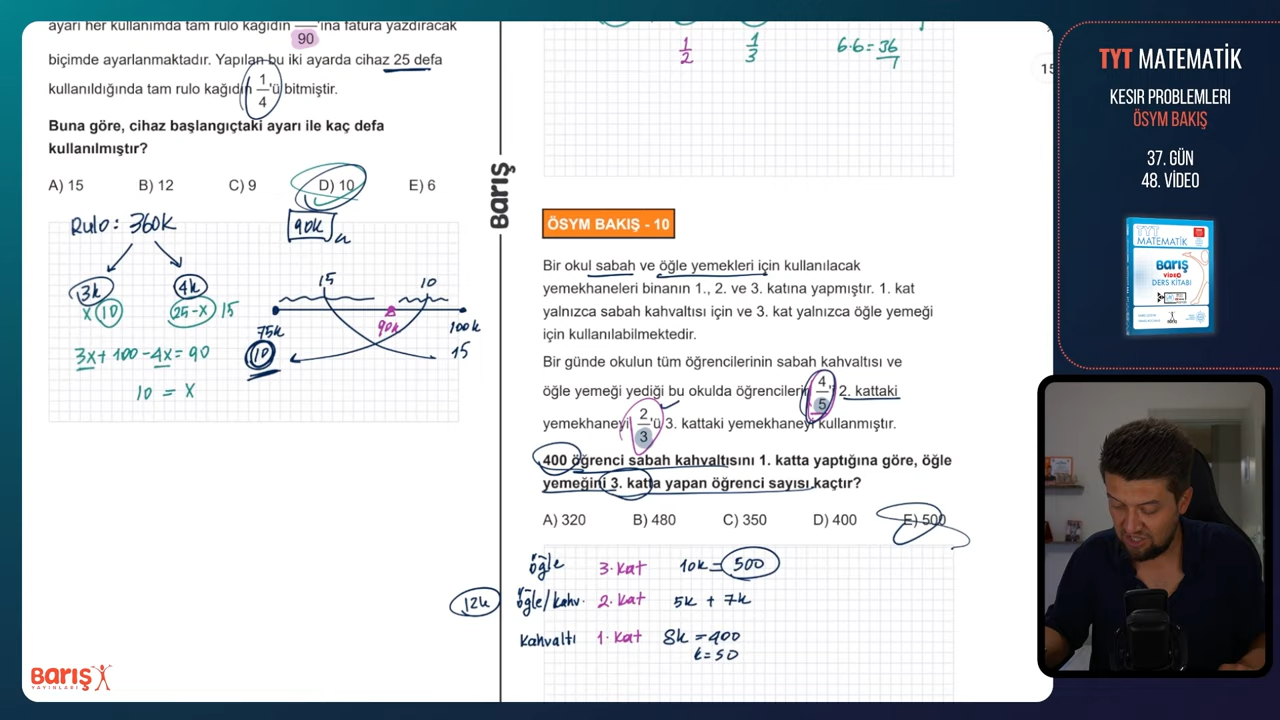 ayarı her kullanımda tam rulo kağıdın /90 'ına fatura yazdıracak
biçimde ayarlanmaktadır. Yapılan bu iki ayarda cihaz 25 defa
kullanıldığında tam rulo kağıdın 1/4 'ü bitmiştir.
Buna göre, cihaz başlangıçtaki ayarı ile kaç defa
kullanılmıştır?
A) 15 B) 12 C) 9 D) 10 E) 6
Rulo: 360k
90k
3k 4k
x 10 25-x 15
3x + 100 - 4x = 90
10 = x
15 10
75k 90k 100k
10 15
BARIŞ
1/2 1/3 6·6=36
ÖSYM BAKIŞ - 10
Bir okul sabah ve öğle yemekleri için kullanılacak
yemekhaneleri binanın 1., 2. ve 3. katına yapmıştır. 1. kat
yalnızca sabah kahvaltısı için ve 3. kat yalnızca öğle yemeği
için kullanılabilmektedir.
Bir günde okulun tüm öğrencilerinin sabah kahvaltısı ve
öğle yemeği yediği bu okulda öğrencilerin 4/5 'i 2. kattaki
yemekhaneyi 2/3 'ü 3. kattaki yemekhaneyi kullanmıştır.
400 öğrenci sabah kahvaltısını 1. katta yaptığına göre, öğle
yemeğini 3. katta yapan öğrenci sayısı kaçtır?
A) 320 B) 480 C) 350 D) 400 E) 500
öğle 3. kat 10k = 500
12k öğle/kahv. 2. kat 5k + 7k
kahvaltı 1. kat 8k = 400
k = 50
15
BARIŞ
YAYINLARI
TYT MATEMATİK
KESİR PROBLEMLERİ
ÖSYM BAKIŞ
37. GÜN
48. VİDEO
TYT
MATEMATİK
BARIŞ
VİDEO
DERS KİTABI